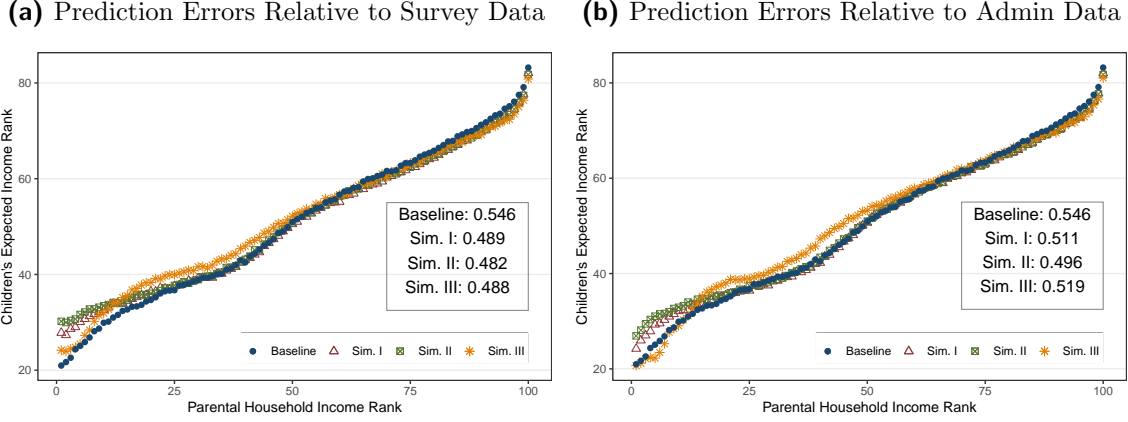 (a) Prediction Errors Relative to Survey Data
Children's Expected Income Rank
80
60
40
20
Baseline: 0.546
Sim. I: 0.489
Sim. II: 0.482
Sim. III: 0.488
Baseline Sim. I Sim. II Sim. III
0 25 50 75 100
Parental Household Income Rank
(b) Prediction Errors Relative to Admin Data
Children's Expected Income Rank
80
60
40
20
Baseline: 0.546
Sim. I: 0.511
Sim. II: 0.496
Sim. III: 0.519
Baseline Sim. I Sim. II Sim. III
0 25 50 75 100
Parental Household Income Rank